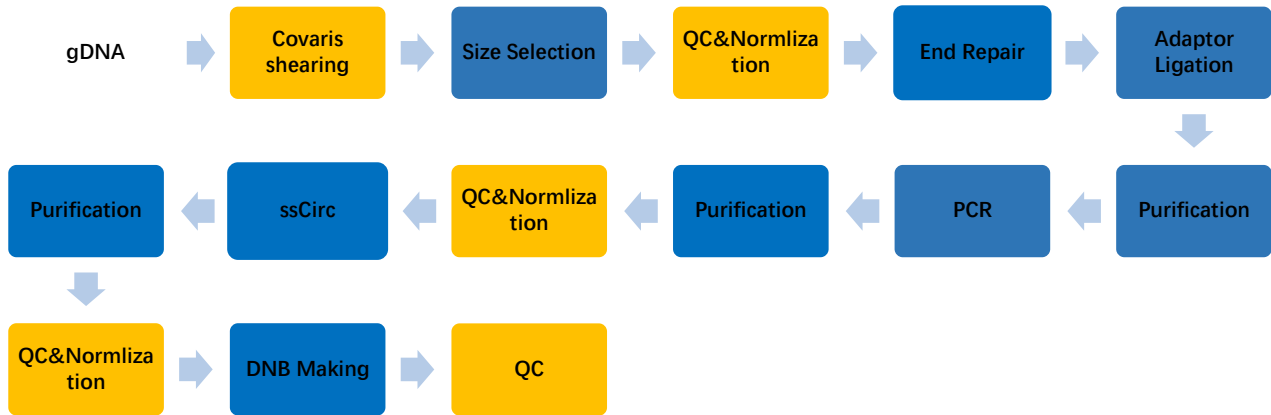 gDNA
Covaris
shearing
Size Selection
QC&Normliza
tion
End Repair
Adaptor
Ligation
Purification
PCR
Purification
QC&Normliza
tion
ssCirc
Purification
QC&Normliza
tion
DNB Making
QC